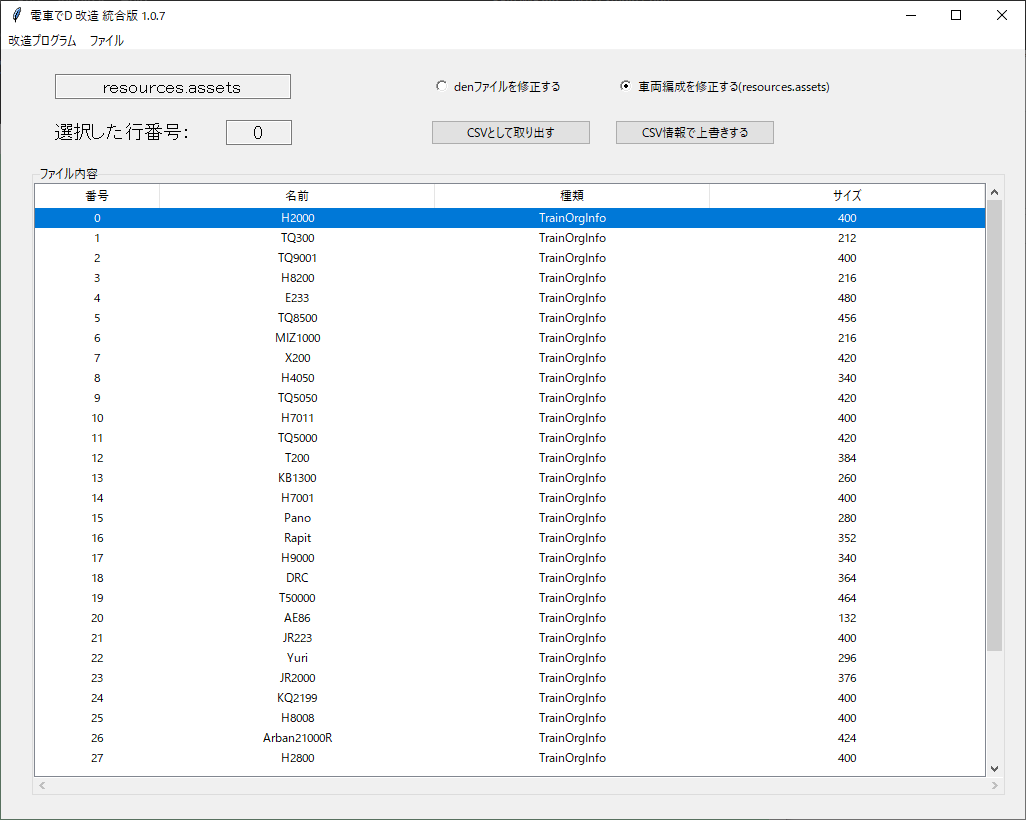 電車でD 改造 統合版 1.0.7
改造プログラム ファイル
resources.assets
denファイルを修正する
車両編成を修正する(resources.assets)
選択した行番号:
0
CSVとして取り出す
CSV情報で上書きする
ファイル内容
番号 名前 種類 サイズ
0 H2000 TrainOrgInfo 400
1 TQ300 TrainOrgInfo 212
2 TQ9001 TrainOrgInfo 400
3 H8200 TrainOrgInfo 216
4 E233 TrainOrgInfo 480
5 TQ8500 TrainOrgInfo 456
6 MIZ1000 TrainOrgInfo 216
7 X200 TrainOrgInfo 420
8 H4050 TrainOrgInfo 340
9 TQ5050 TrainOrgInfo 420
10 H7011 TrainOrgInfo 400
11 TQ5000 TrainOrgInfo 420
12 T200 TrainOrgInfo 384
13 KB1300 TrainOrgInfo 260
14 H7001 TrainOrgInfo 400
15 Pano TrainOrgInfo 280
16 Rapit TrainOrgInfo 352
17 H9000 TrainOrgInfo 340
18 DRC TrainOrgInfo 364
19 T50000 TrainOrgInfo 464
20 AE86 TrainOrgInfo 132
21 JR223 TrainOrgInfo 400
22 Yuri TrainOrgInfo 296
23 JR2000 TrainOrgInfo 376
24 KQ2199 TrainOrgInfo 400
25 H8008 TrainOrgInfo 400
26 Arban21000R TrainOrgInfo 424
27 H2800 TrainOrgInfo 400